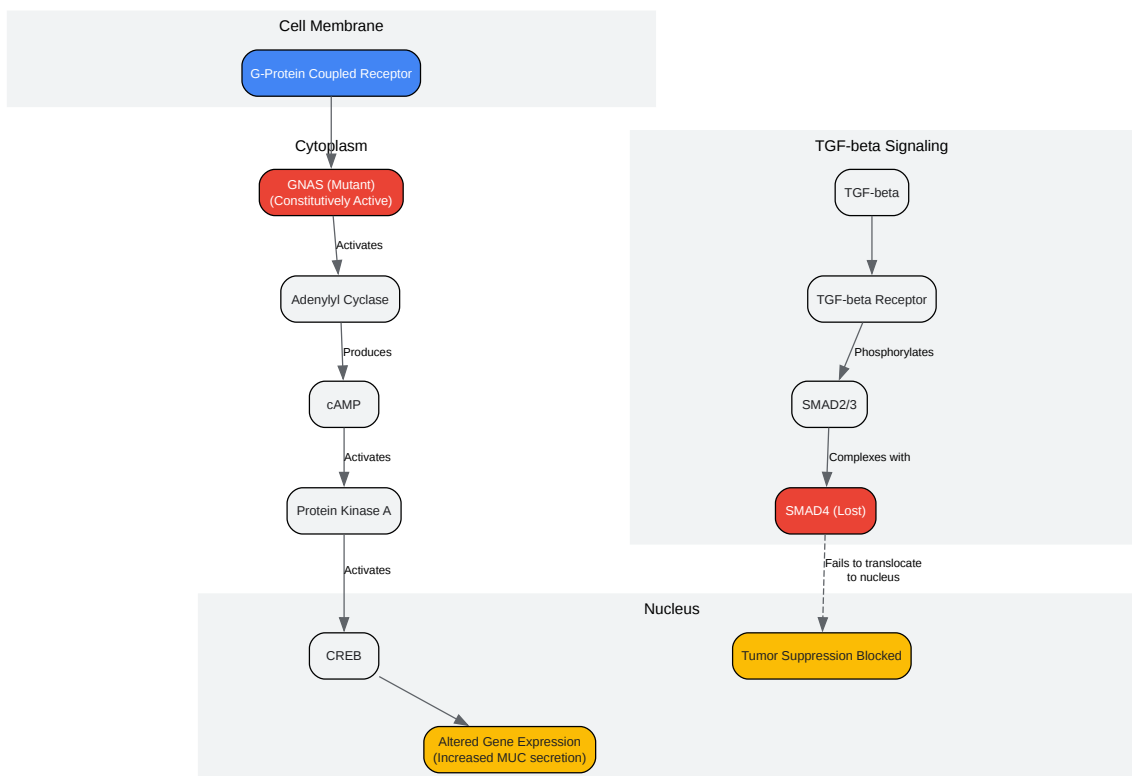 Cell Membrane
G-Protein Coupled Receptor
Cytoplasm
GNAS (Mutant)
(Constitutively Active)
Activates
Adenylyl Cyclase
Produces
cAMP
Activates
Protein Kinase A
Activates
TGF-beta Signaling
TGF-beta
TGF-beta Receptor
Phosphorylates
SMAD2/3
Complexes with
SMAD4 (Lost)
Fails to translocate
to nucleus
Nucleus
CREB
Tumor Suppression Blocked
Altered Gene Expression
(Increased MUC secretion)